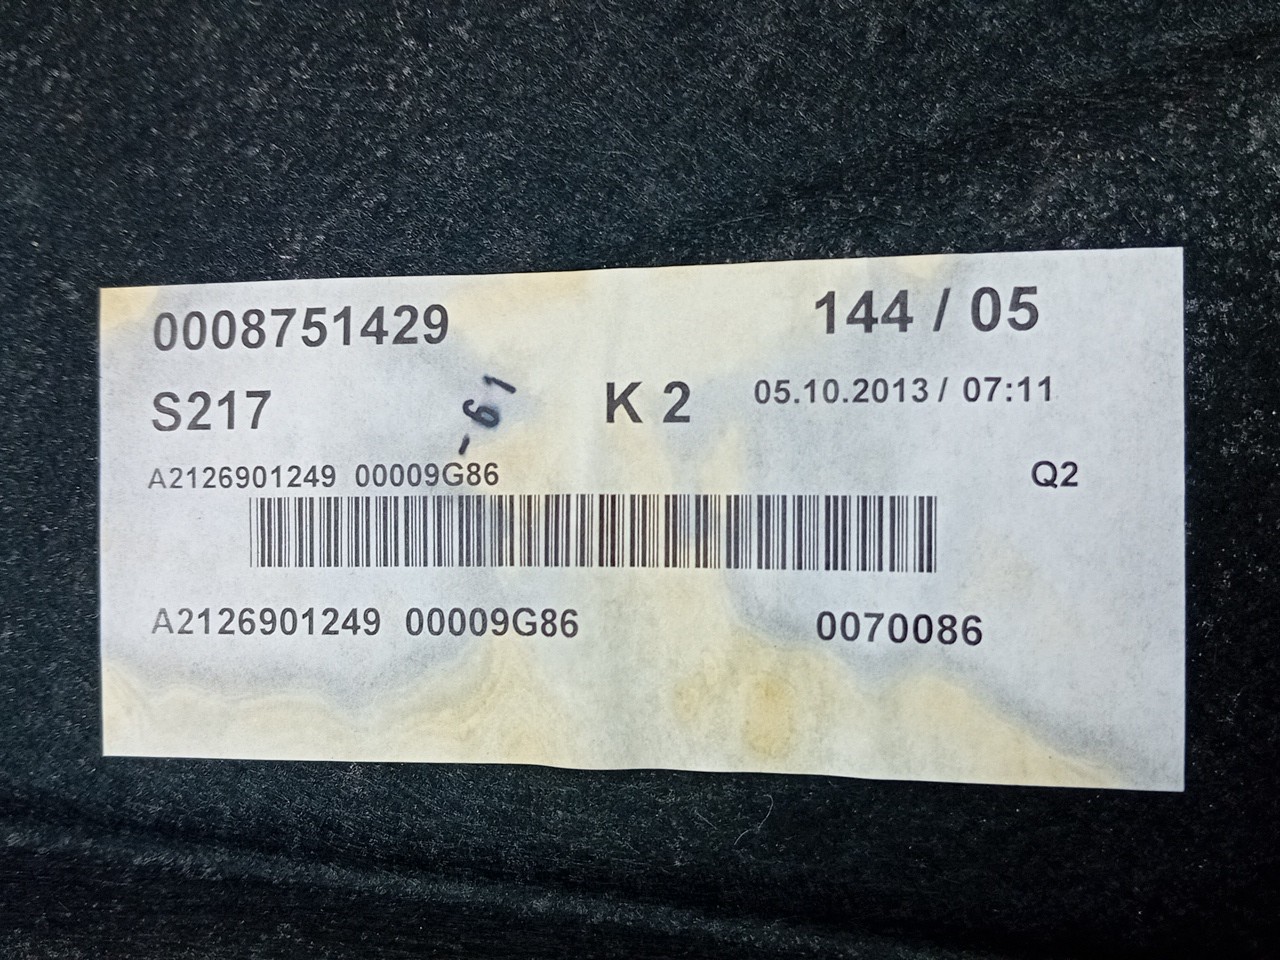 0008751429 144 / 05
S217 -61 K 2 05.10.2013 / 07:11
A2126901249 00009G86 Q2
A2126901249 00009G86 0070086